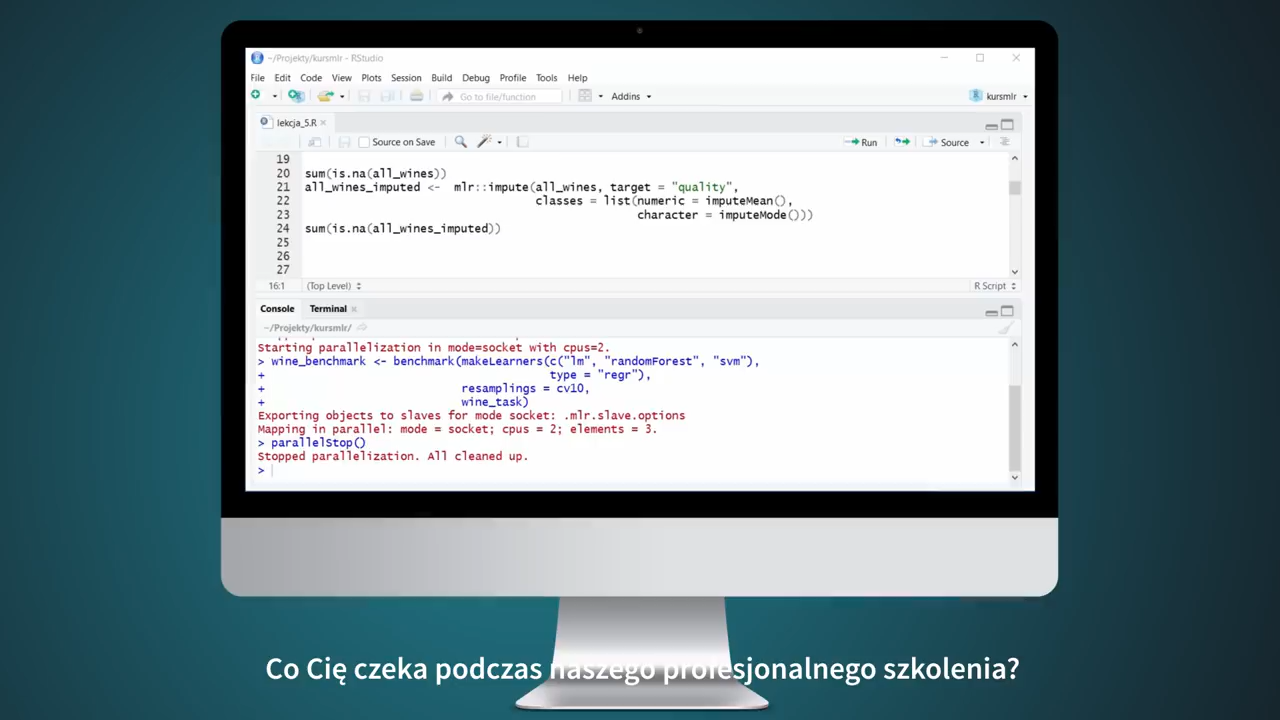 ~/Projekty/kursmlr - RStudio
File Edit Code View Plots Session Build Debug Profile Tools Help
Go to file/function Addins kursmlr
lekcja_5.R
Source on Save Run Source
19
20 sum(is.na(all_wines))
21 all_wines_imputed <- mlr::impute(all_wines, target = "quality",
22 classes = list(numeric = imputeMean(),
23 character = imputeMode()))
24 sum(is.na(all_wines_imputed))
25
26
27
16:1 (Top Level) R Script
Console Terminal
~/Projekty/kursmlr/
Starting parallelization in mode=socket with cpus=2.
> wine_benchmark <- benchmark(makeLearners(c("lm", "randomForest", "svm"),
+ type = "regr"),
+ resamplings = cv10,
+ wine_task)
Exporting objects to slaves for mode socket: .mlr.slave.options
Mapping in parallel: mode = socket; cpus = 2; elements = 3.
> parallelStop()
Stopped parallelization. All cleaned up.
>
Co Cię czeka podczas naszego profesjonalnego szkolenia?